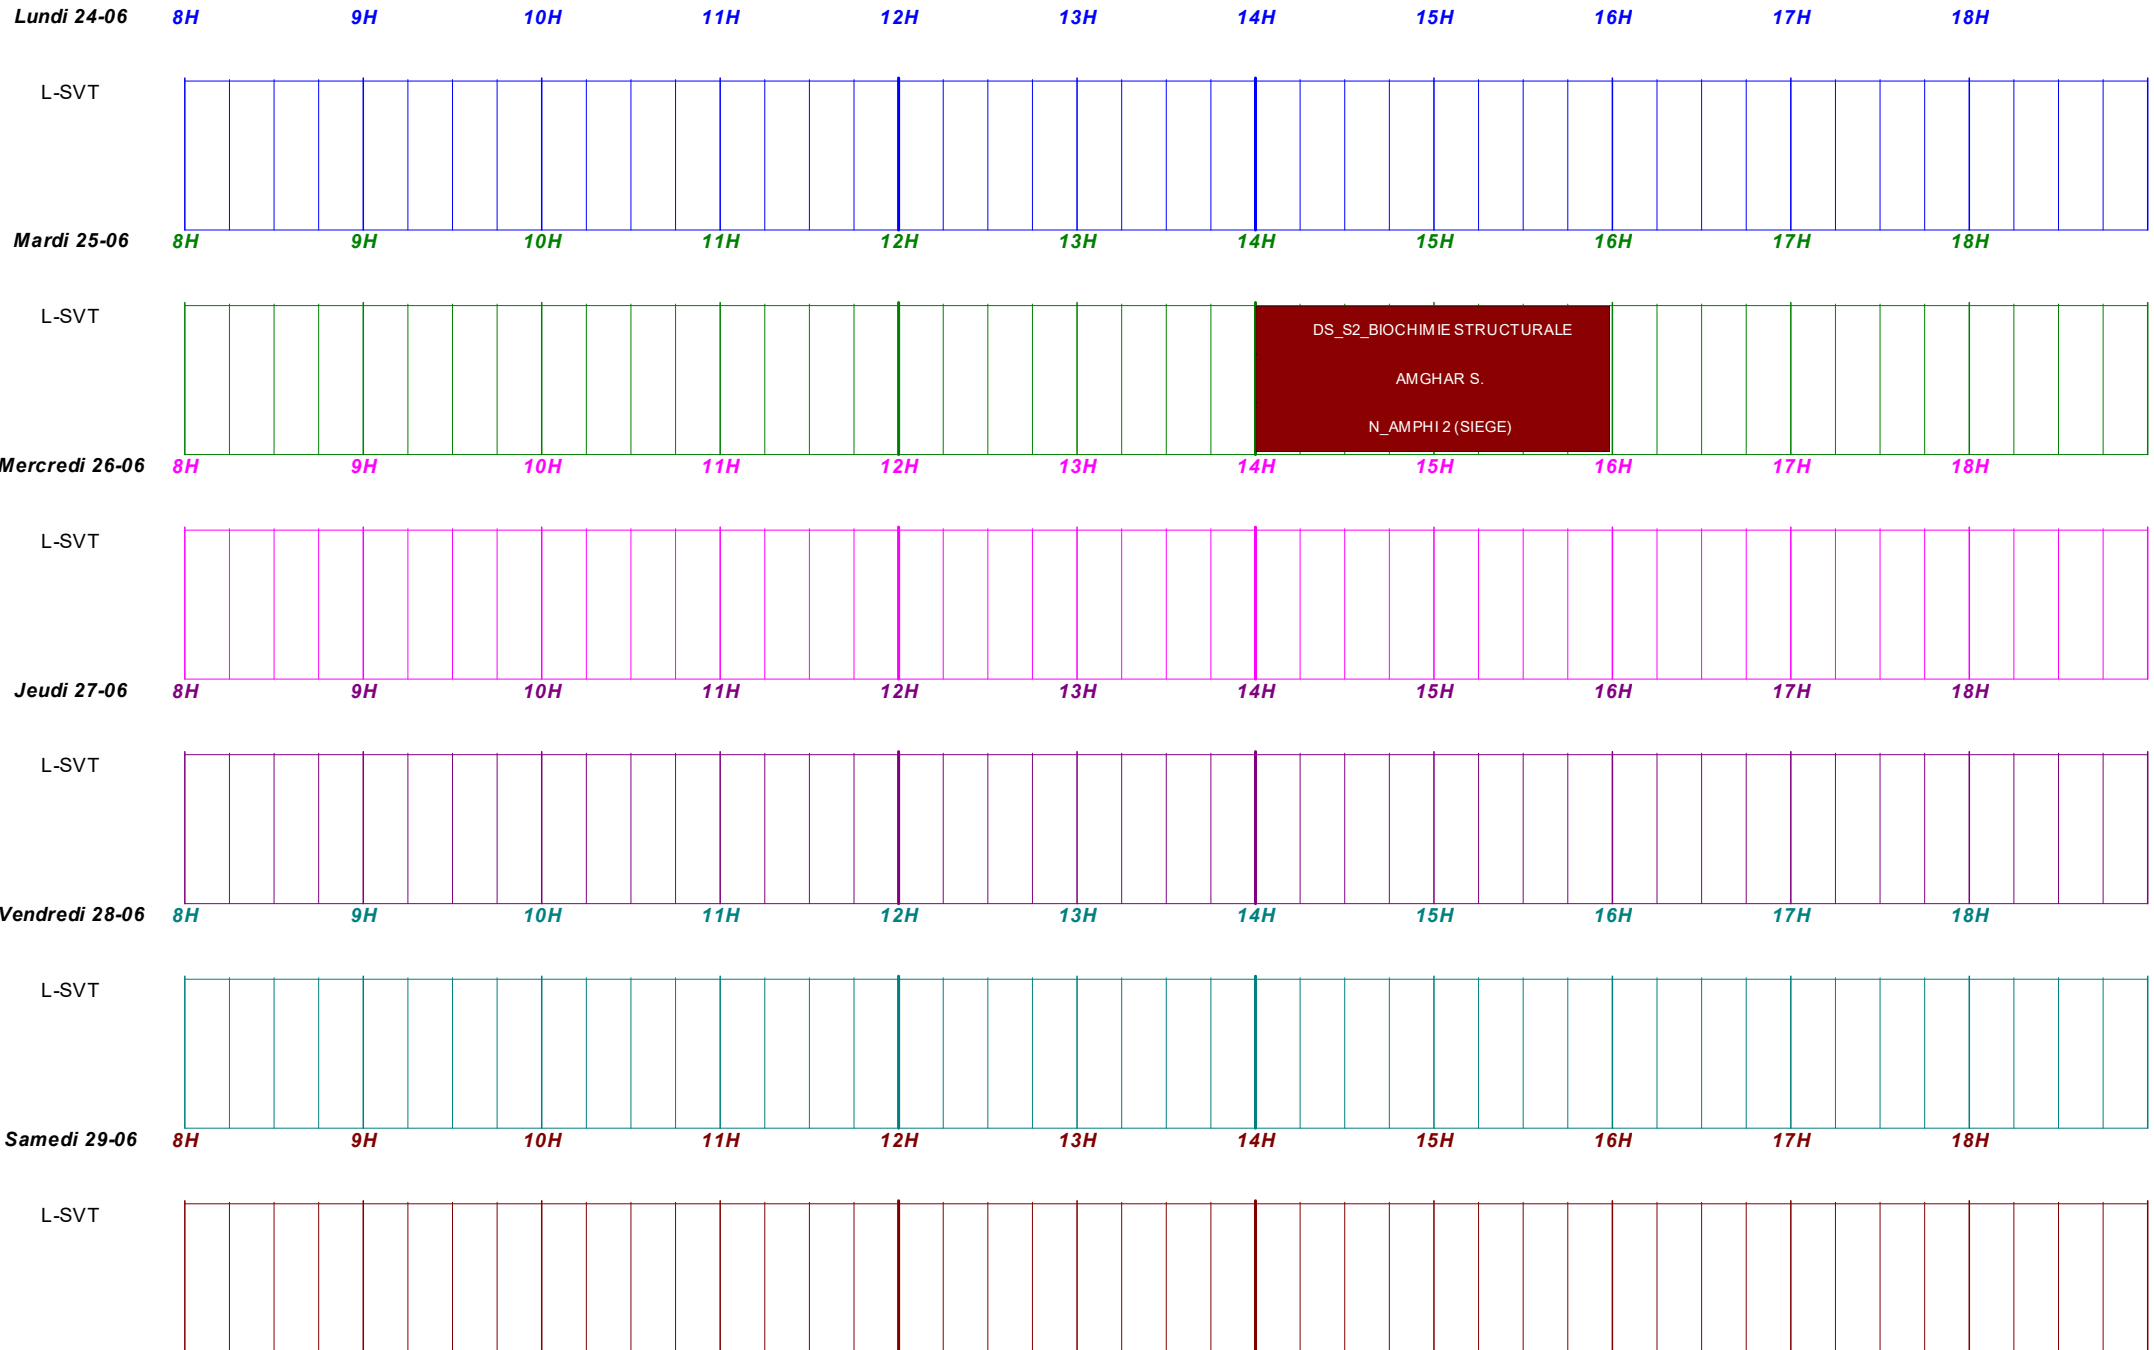 Lundi 24-06 8H 9H 10H 11H 12H 13H 14H 15H 16H 17H 18H
L-SVT
Mardi 25-06 8H 9H 10H 11H 12H 13H 14H 15H 16H 17H 18H
L-SVT
DS_S2_BIOCHIMIE STRUCTURALE
AMGHAR S.
N_AMPHI 2 (SIEGE)
Mercredi 26-06 8H 9H 10H 11H 12H 13H 14H 15H 16H 17H 18H
L-SVT
Jeudi 27-06 8H 9H 10H 11H 12H 13H 14H 15H 16H 17H 18H
L-SVT
Vendredi 28-06 8H 9H 10H 11H 12H 13H 14H 15H 16H 17H 18H
L-SVT
Samedi 29-06 8H 9H 10H 11H 12H 13H 14H 15H 16H 17H 18H
L-SVT